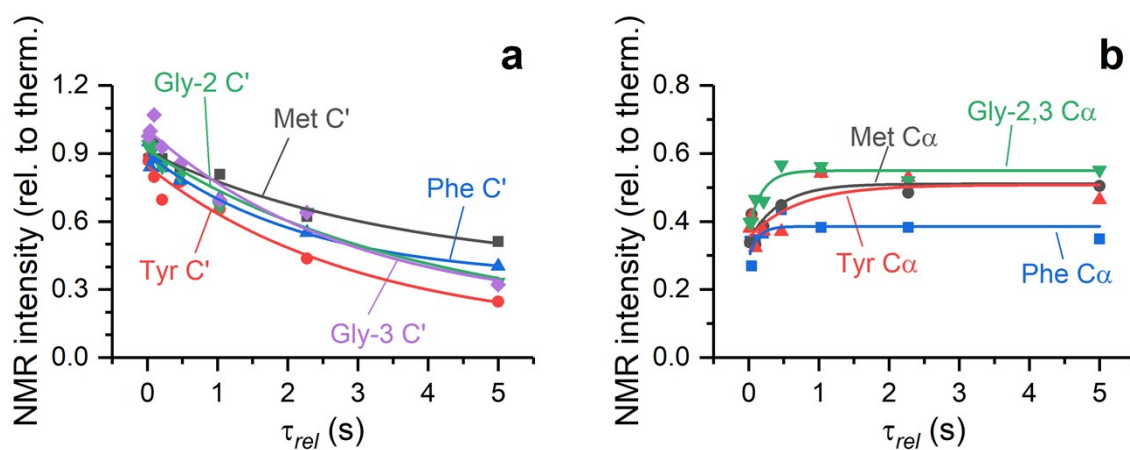 a
NMR intensity (rel. to therm.)
1.2
0.9
0.6
0.3
0.0
Gly-2 C'
Met C'
Phe C'
Tyr C'
Gly-3 C'
0 1 2 3 4 5
τrel (s)
b
NMR intensity (rel. to therm.)
0.8
0.6
0.4
0.2
0.0
Gly-2,3 Cα
Met Cα
Tyr Cα
Phe Cα
0 1 2 3 4 5
τrel (s)